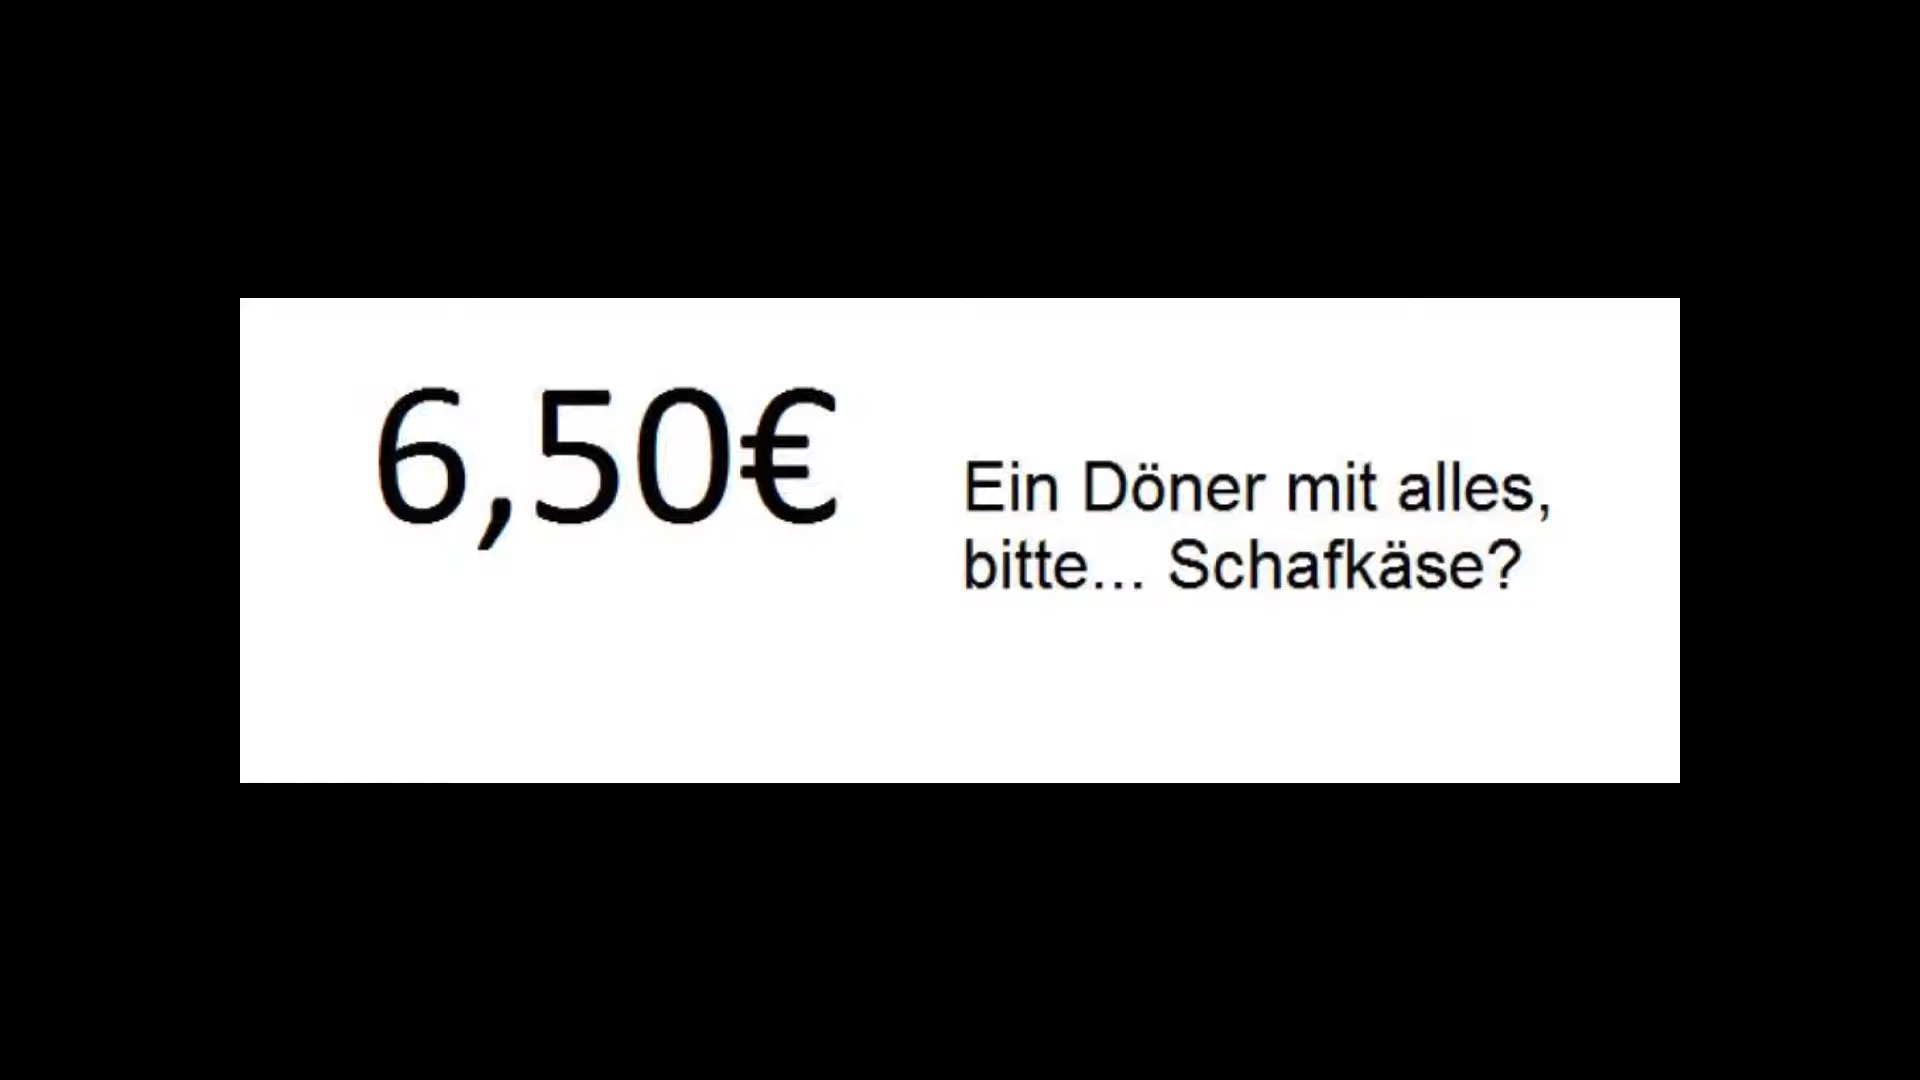 6,50€
Ein Döner mit alles,
bitte... Schafkäse?